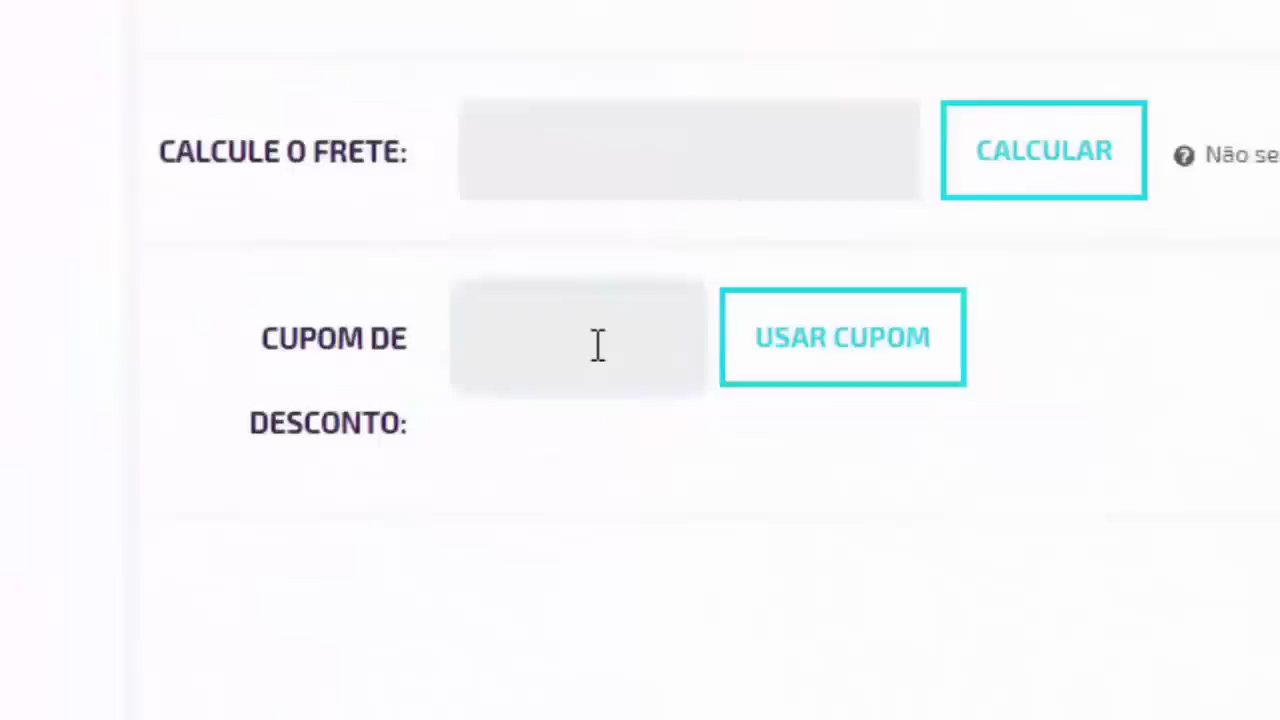 CALCULE O FRETE:
CALCULAR
Não se
CUPOM DE
USAR CUPOM
DESCONTO: